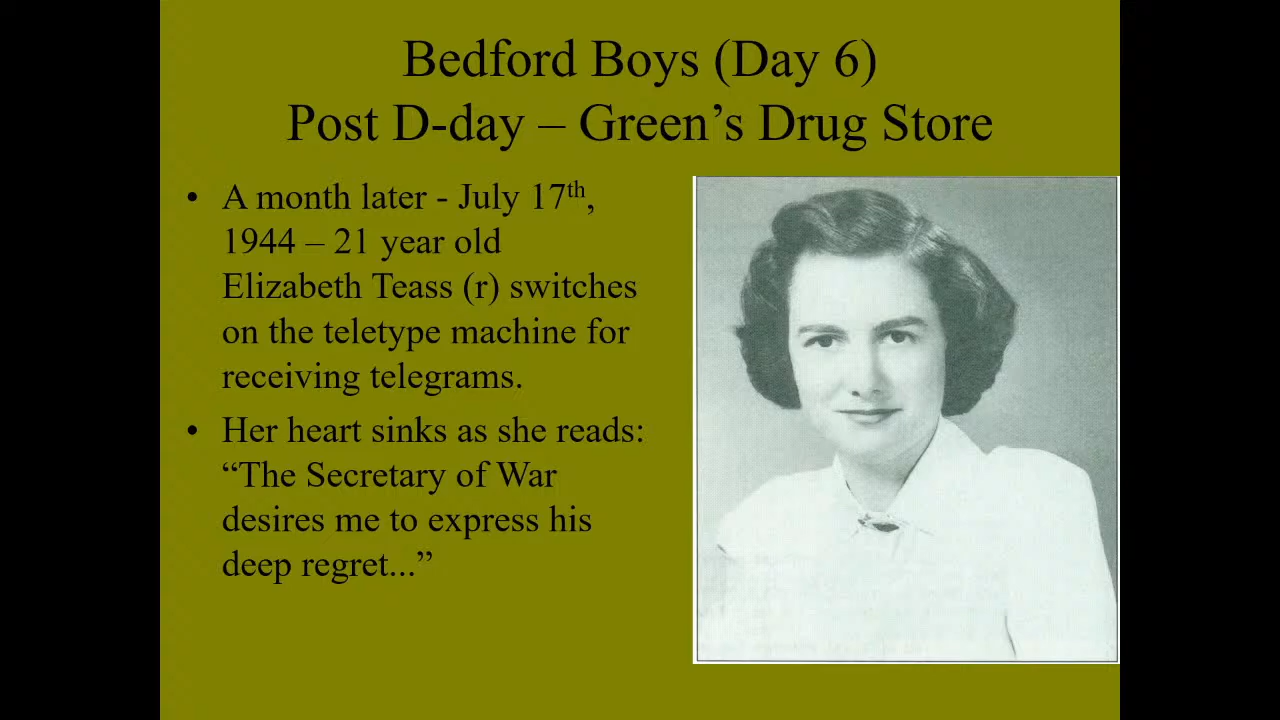 Bedford Boys (Day 6)
Post D-day – Green’s Drug Store
• A month later - July 17th,
1944 – 21 year old
Elizabeth Teass (r) switches
on the teletype machine for
receiving telegrams.
• Her heart sinks as she reads:
“The Secretary of War
desires me to express his
deep regret...”